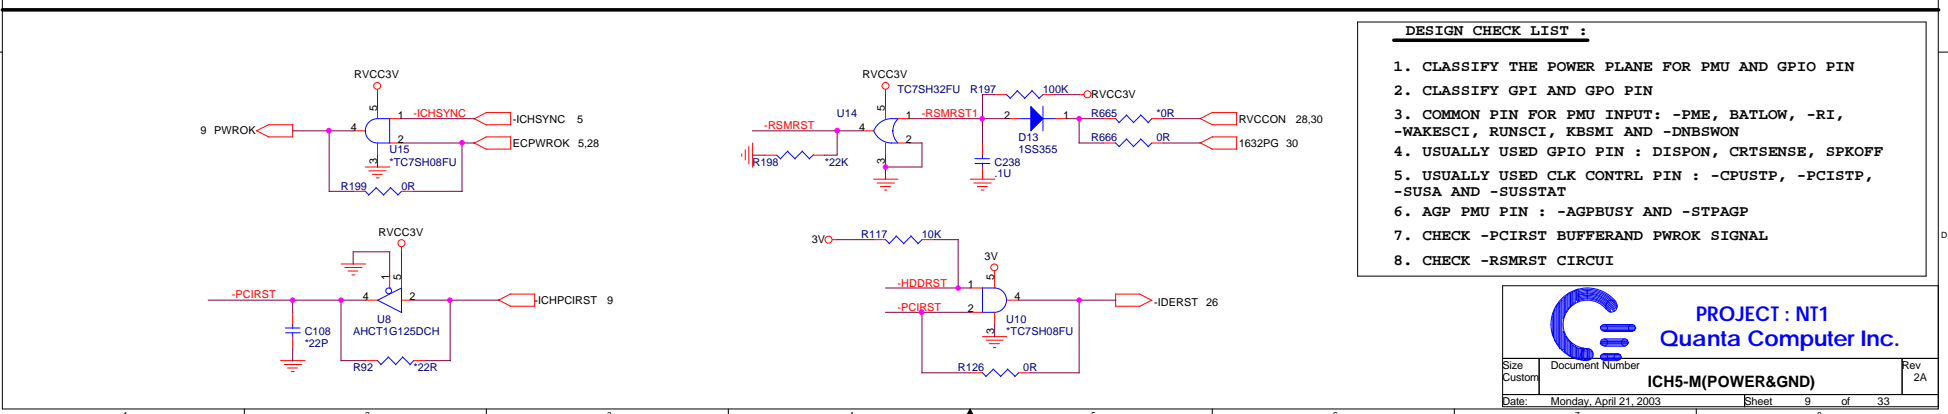 RVCC3V
5
1
-ICHSYNC
-ICHSYNC 5
9 PWROK
4
2
ECPWROK 5,28
U15
3
*TC7SH08FU
R199
0R
RVCC3V
TC7SH32FU
R197
100K
RVCC3V
5
U14
1
-RSMRST1
2
1
R665
*0R
RVCCON 28,30
-RSMRST
4
2
D13
1SS355
R666
0R
1632PG 30
R198
*22K
3
C238
.1U
RVCC3V
1
5
-PCIRST
4
2
-ICHPCIRST 9
U8
AHCT1G125DCH
C108
*22P
R92
*22R
3V
R117
10K
3V
5
-HDDRST
1
4
-IDERST 26
-PCIRST
2
U10
3
*TC7SH08FU
R126
0R
DESIGN CHECK LIST :
1. CLASSIFY THE POWER PLANE FOR PMU AND GPIO PIN
2. CLASSIFY GPI AND GPO PIN
3. COMMON PIN FOR PMU INPUT: -PME, BATLOW, -RI,
-WAKESCI, RUNSCI, KBSMI AND -DNBSWON
4. USUALLY USED GPIO PIN : DISPON, CRTSENSE, SPKOFF
5. USUALLY USED CLK CONTRL PIN : -CPUSTP, -PCISTP,
-SUSA AND -SUSSTAT
6. AGP PMU PIN : -AGPBUSY AND -STPAGP
7. CHECK -PCIRST BUFFERAND PWROK SIGNAL
8. CHECK -RSMRST CIRCUI
D
PROJECT : NT1
Quanta Computer Inc.
Size
Custom
Document Number
ICH5-M(POWER&GND)
Rev
2A
Date: Monday, April 21, 2003
Sheet 9 of 33